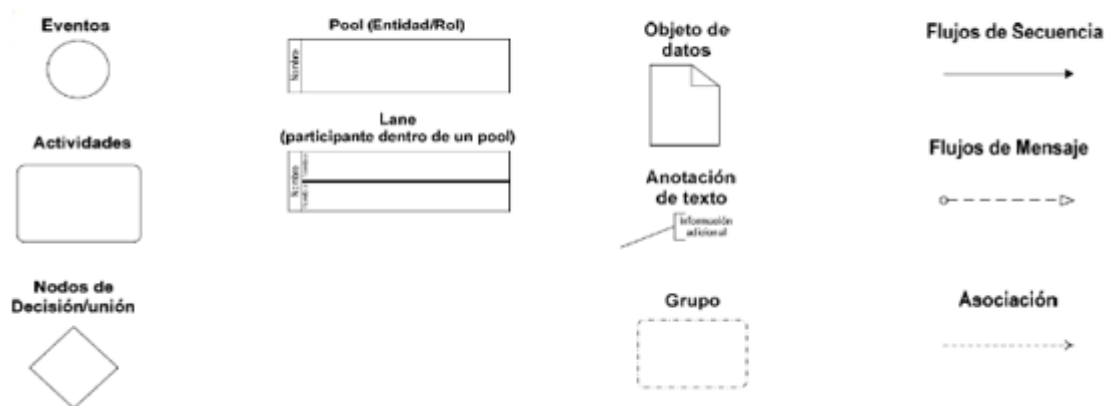 Eventos
Actividades
Nodos de
Decisión/unión
Pool (Entidad/Rol)
Nombre
Lane
(participante dentro de un pool)
Nombre
Objeto de
datos
Anotación
de texto
Información
adicional
Grupo
Flujos de Secuencia
Flujos de Mensaje
Asociación